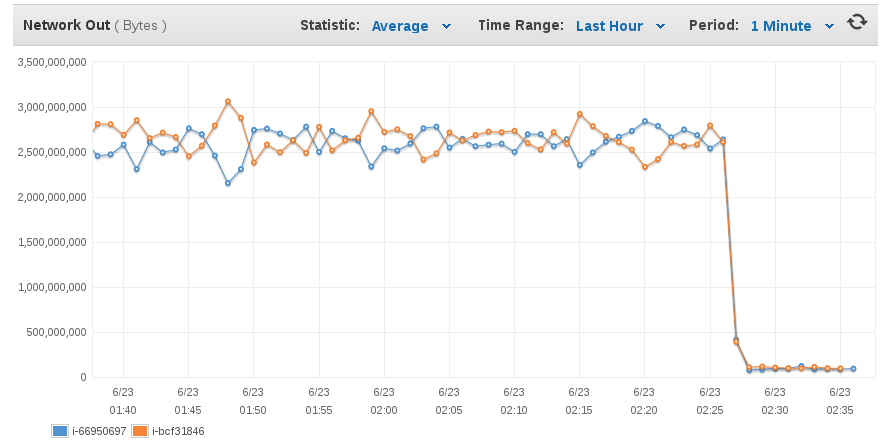 Network Out ( Bytes ) Statistic: Average Time Range: Last Hour Period: 1 Minute
3,500,000,000
3,000,000,000
2,500,000,000
2,000,000,000
1,500,000,000
1,000,000,000
500,000,000
0
6/23 6/23 6/23 6/23 6/23 6/23 6/23 6/23 6/23 6/23 6/23 6/23
01:40 01:45 01:50 01:55 02:00 02:05 02:10 02:15 02:20 02:25 02:30 02:35
i-66950697 i-bcf31846